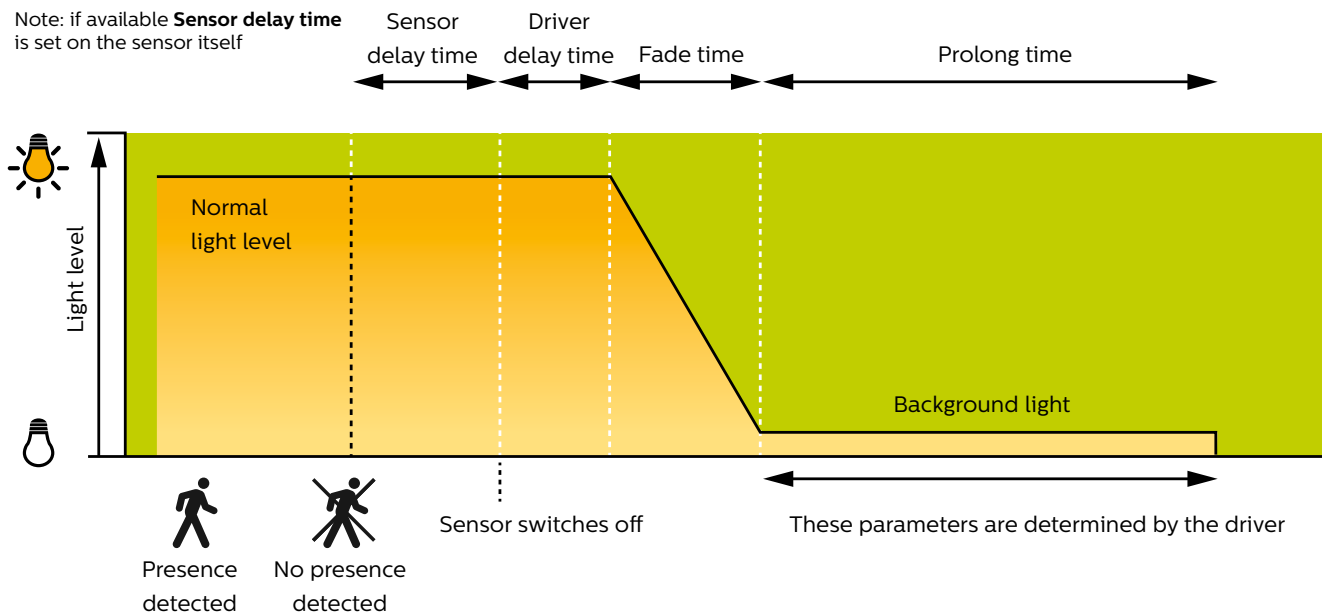 Note: if available Sensor delay time
is set on the sensor itself
Sensor
delay time
Driver
delay time
Fade time
Prolong time
Light level
Normal
light level
Background light
Sensor switches off
These parameters are determined by the driver
Presence
detected
No presence
detected